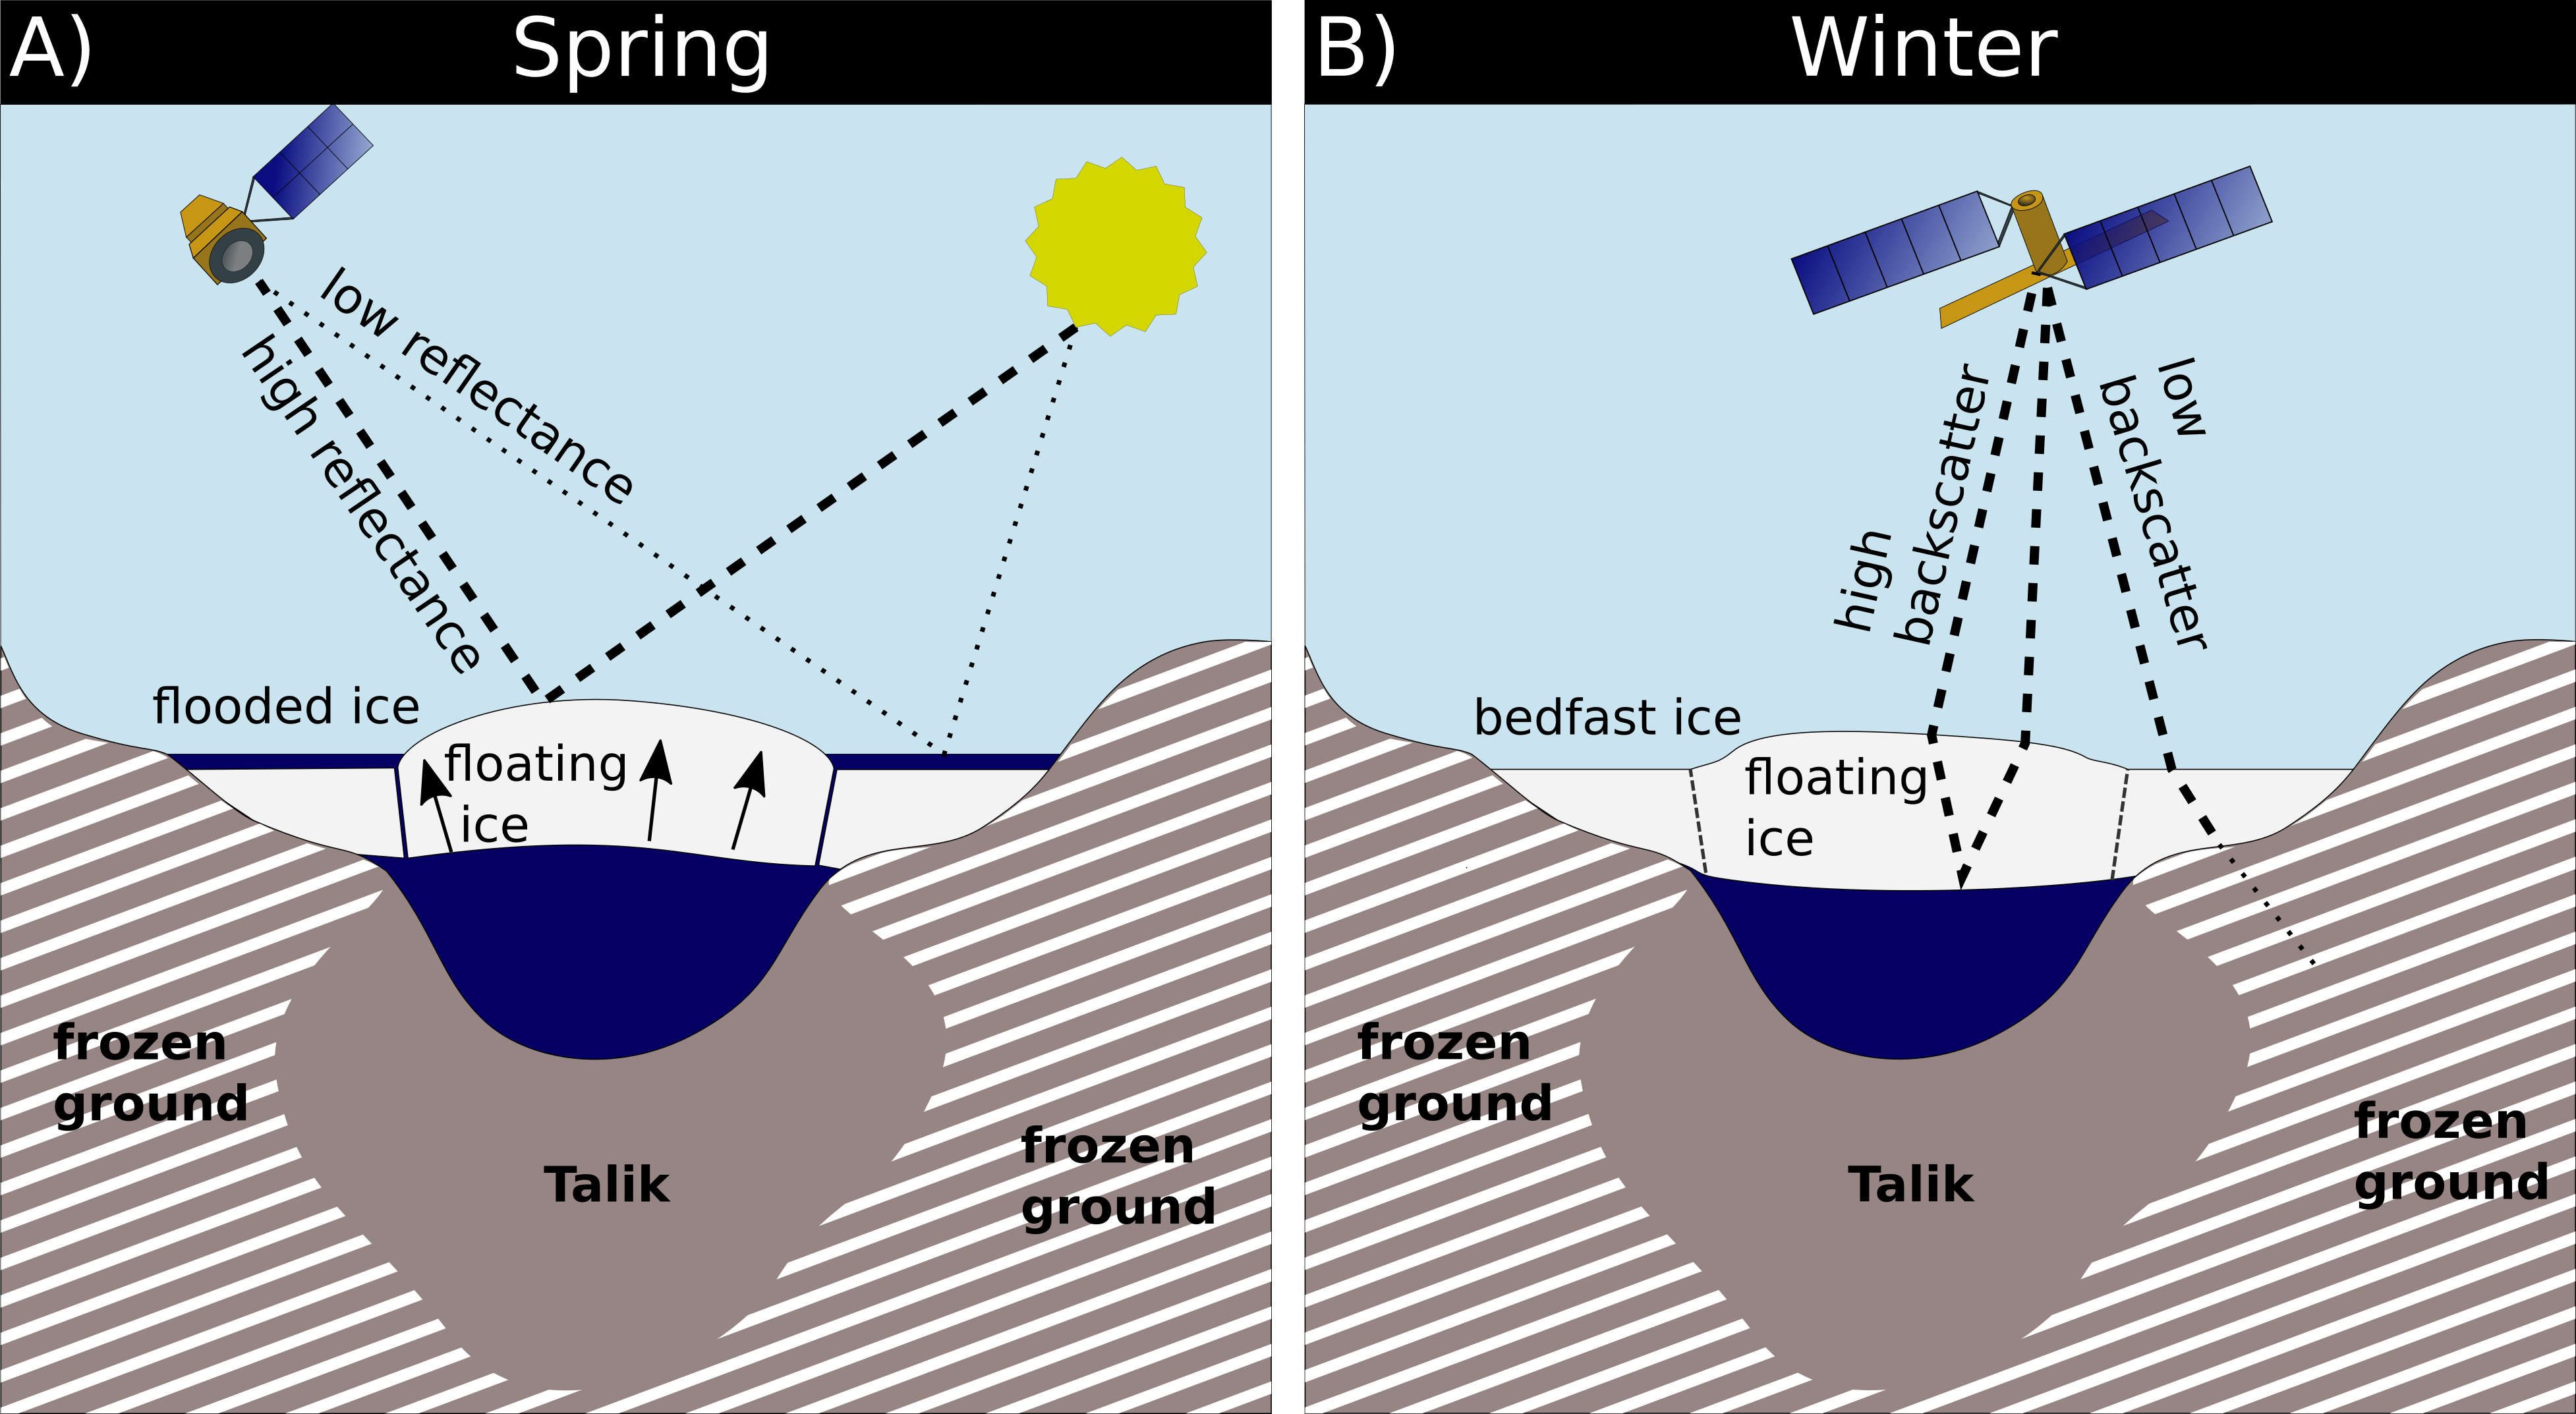 A)
Spring
low reflectance
high reflectance
flooded ice
floating
ice
frozen
ground
Talik
frozen
ground
B)
Winter
high
backscatter
low
backscatter
bedfast ice
floating
ice
frozen
ground
Talik
frozen
ground